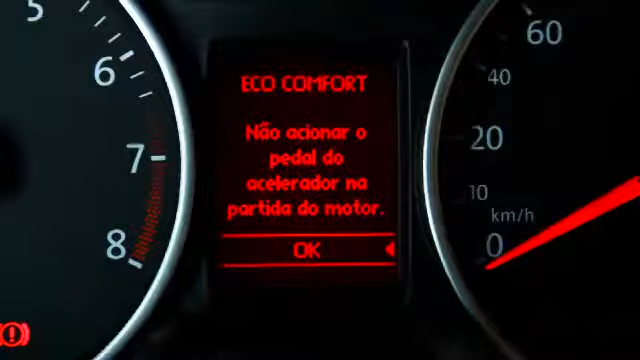 ECO COMFORT
Não acionar o
pedal do
acelerador na
partida do motor.
OK
5
6
7
8
60
40
20
10
km/h
0